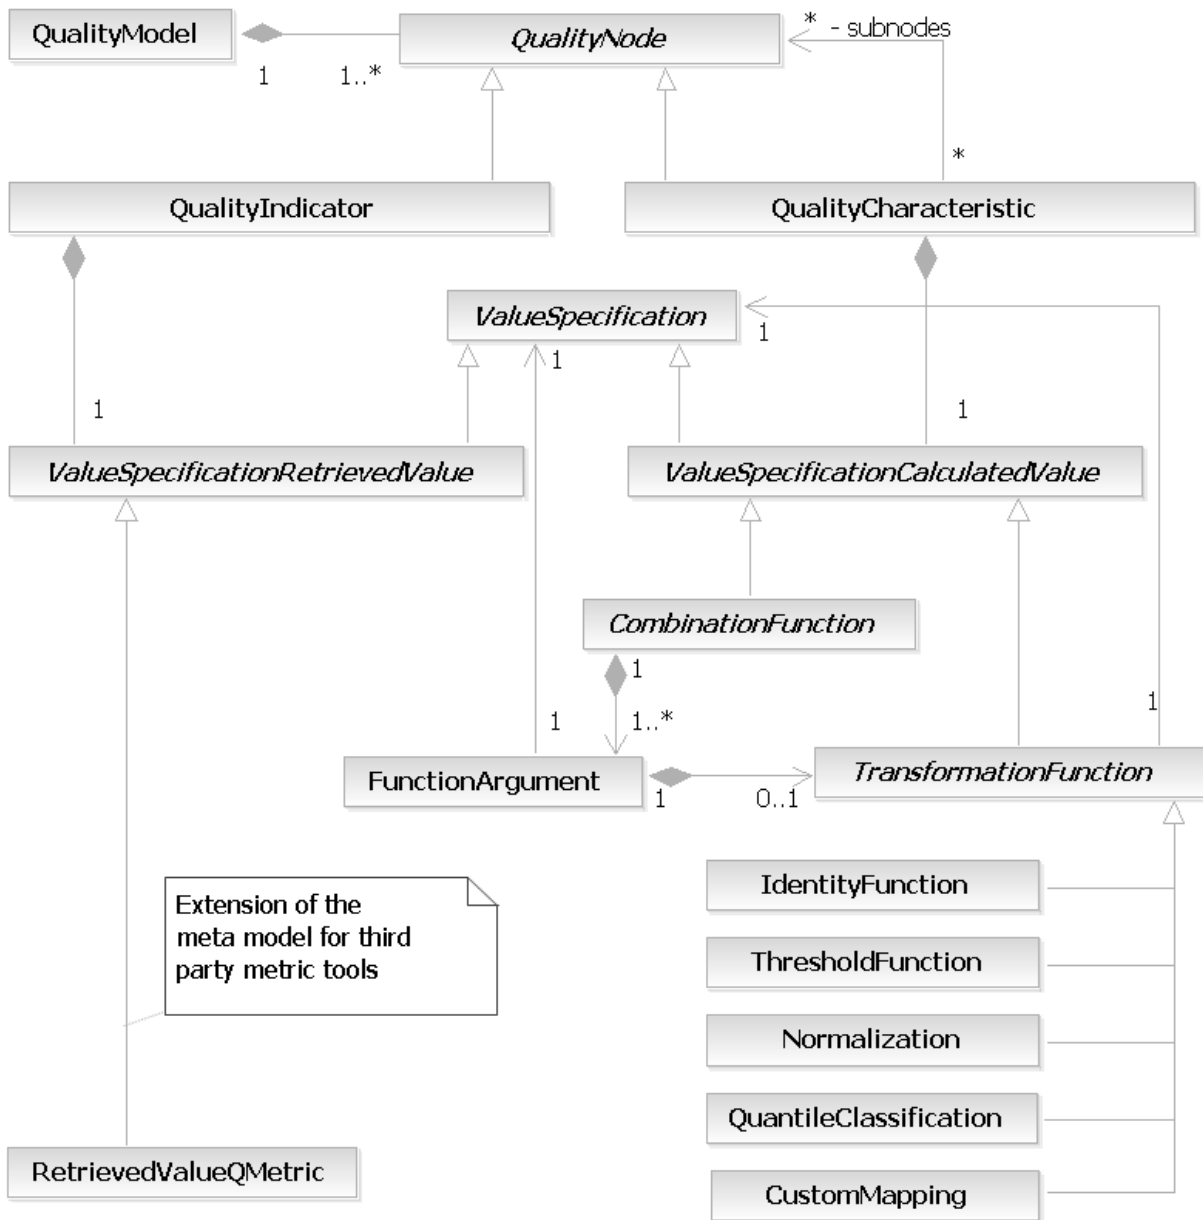 QualityModel
QualityNode
* - subnodes
1
1..*
*
QualityIndicator
QualityCharacteristic
ValueSpecification
1
1
1
1
ValueSpecificationRetrievedValue
ValueSpecificationCalculatedValue
CombinationFunction
1
1
1..*
1
FunctionArgument
TransformationFunction
1
0..1
IdentityFunction
Extension of the
meta model for third
party metric tools
ThresholdFunction
Normalization
QuantileClassification
RetrievedValueQMetric
CustomMapping